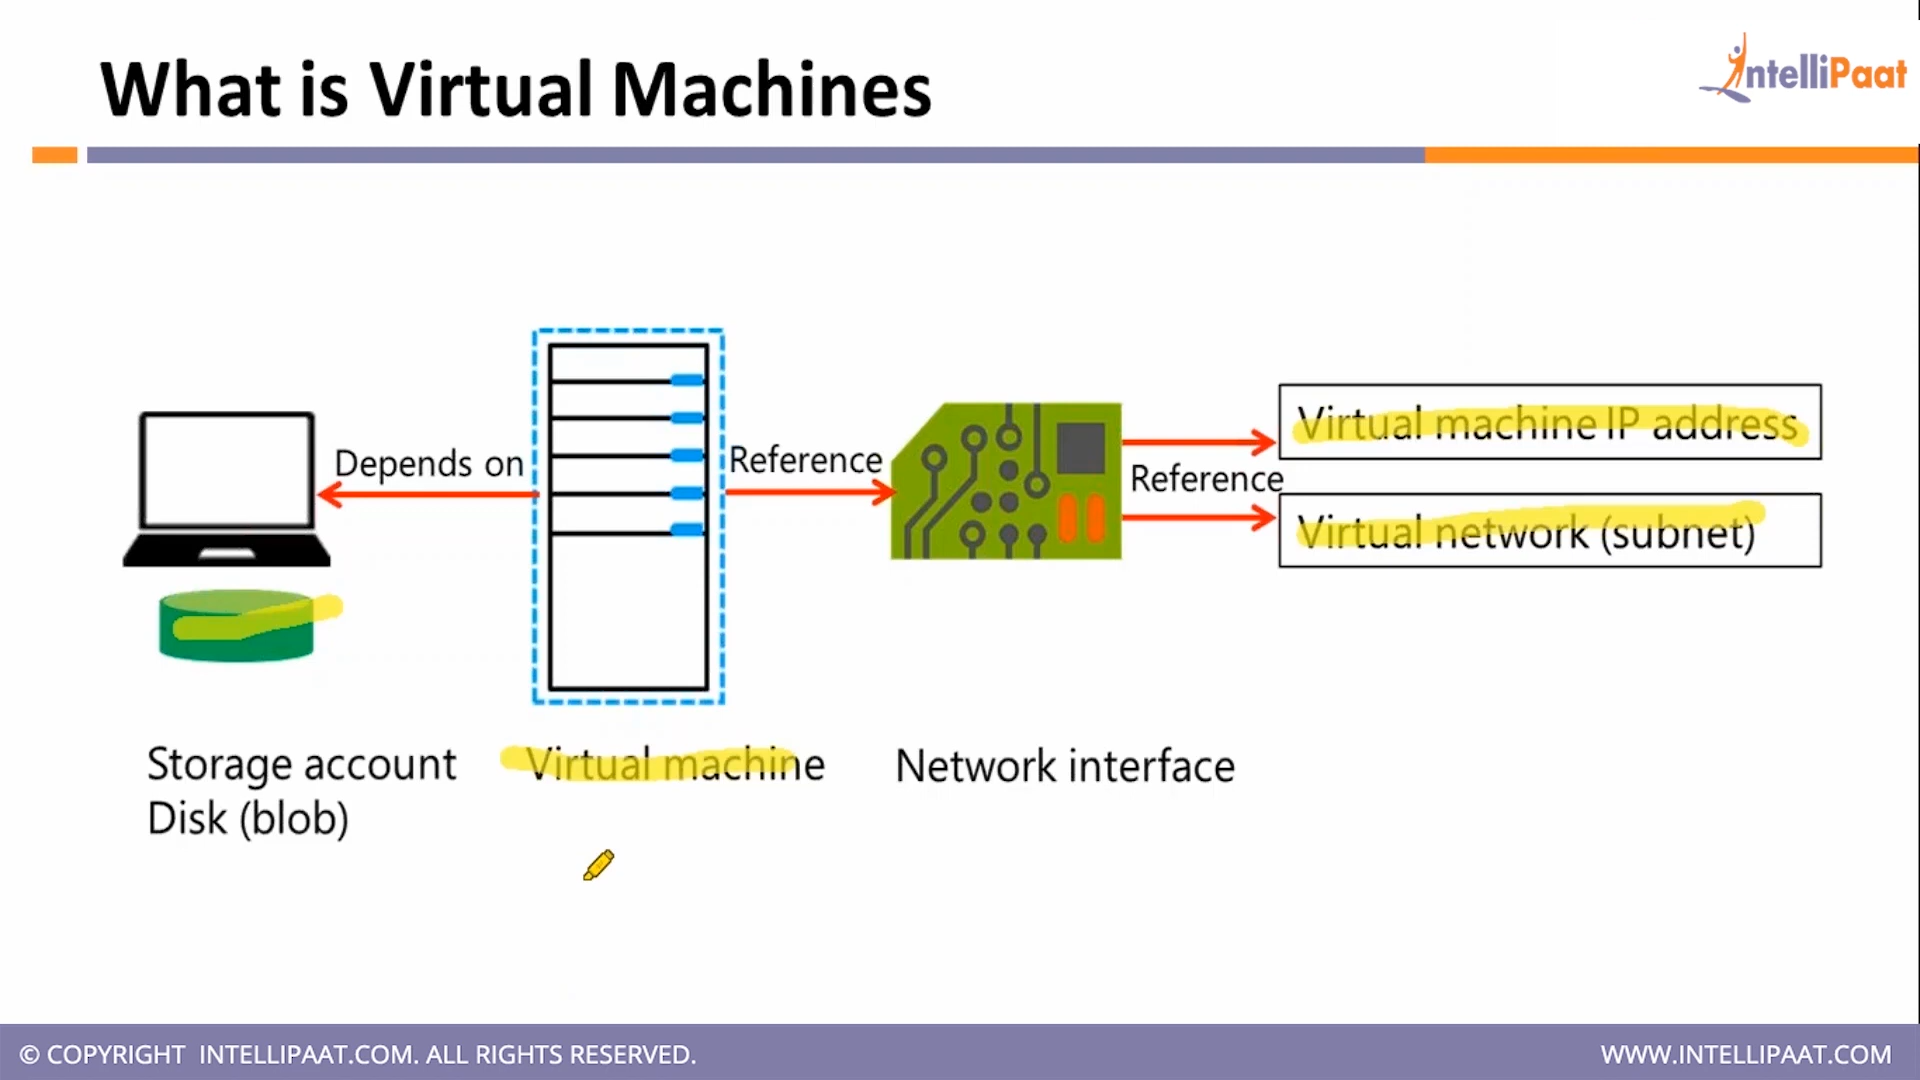 What is Virtual Machines
IntelliPaat
Depends on
Reference
Reference
Virtual machine IP address
Virtual network (subnet)
Storage account
Disk (blob)
Virtual machine
Network interface
© COPYRIGHT INTELLIPAAT.COM. ALL RIGHTS RESERVED.
WWW.INTELLIPAAT.COM